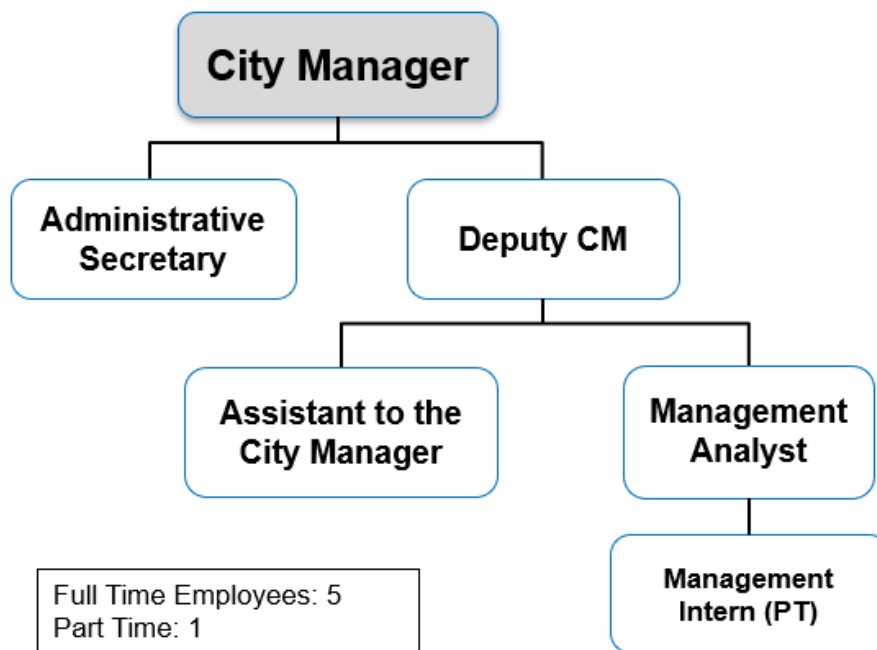 City Manager
Administrative
Secretary
Deputy CM
Assistant to the
City Manager
Management
Analyst
Management
Intern (PT)
Full Time Employees: 5
Part Time: 1